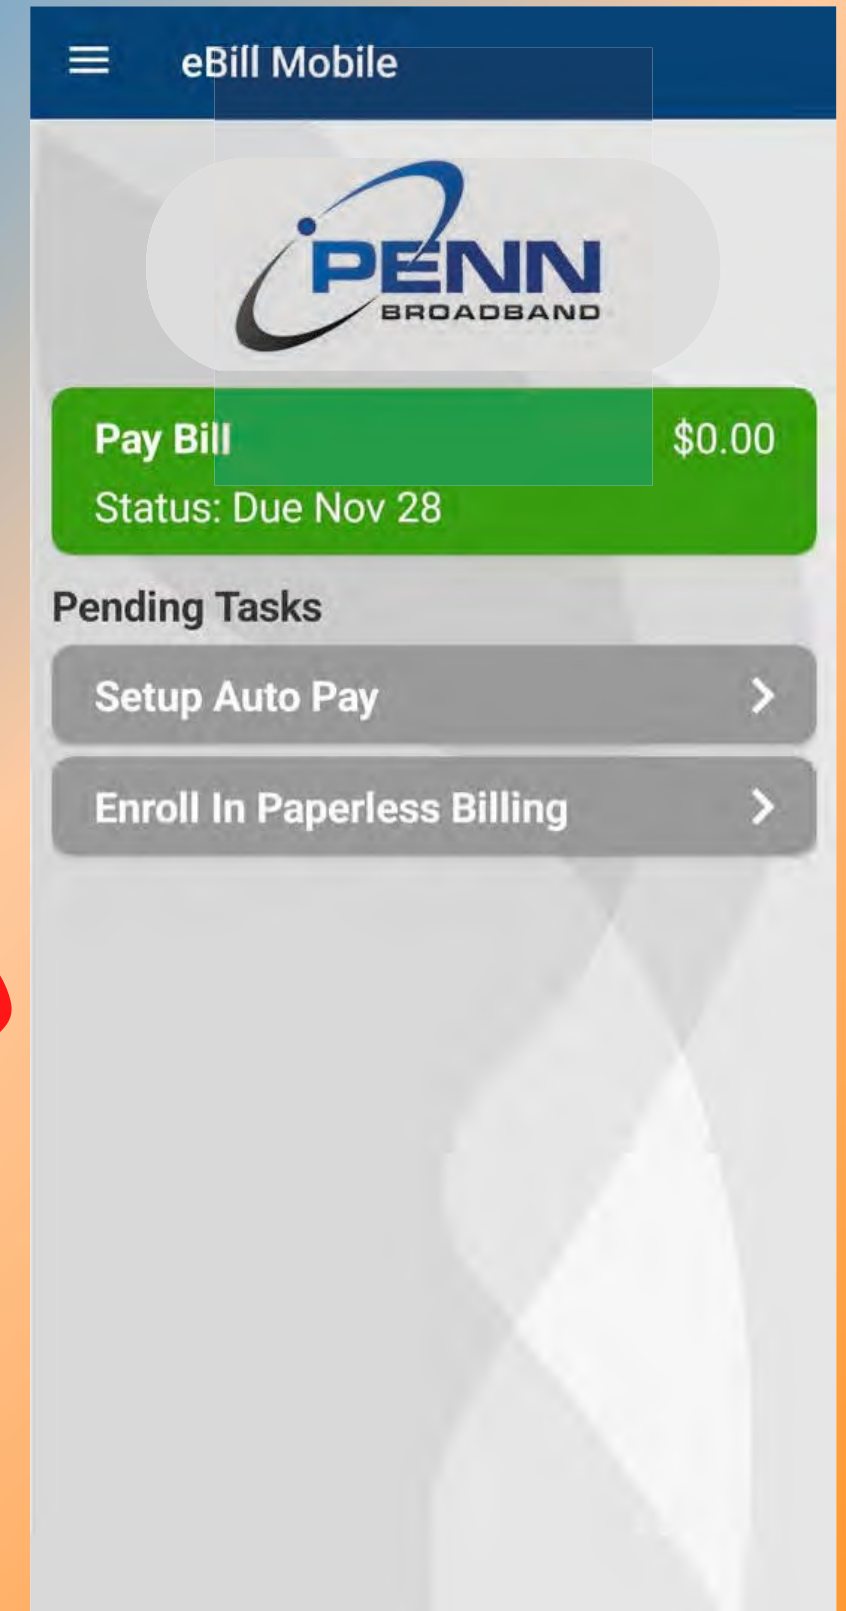 eBill Mobile
PENN
BROADBAND
Pay Bill $0.00
Status: Due Nov 28
Pending Tasks
Setup Auto Pay
Enroll In Paperless Billing